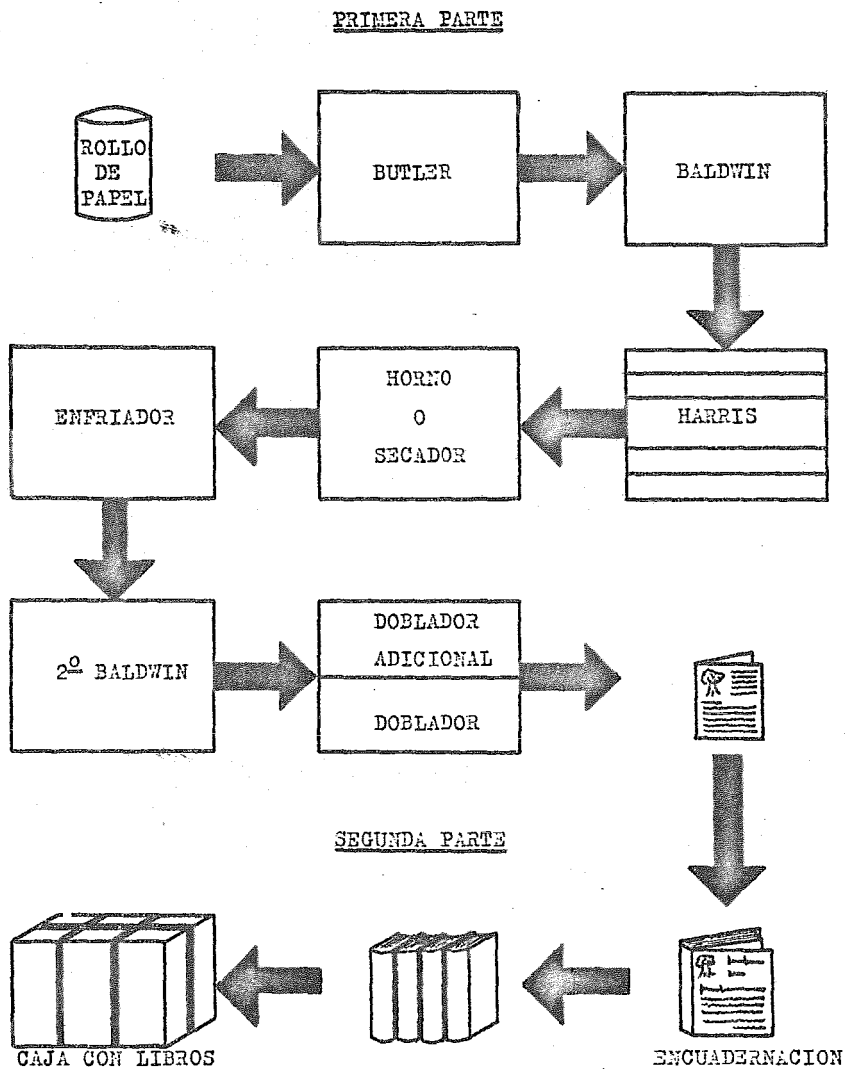 PRIMERA PARTE
ROLLO
DE
PAPEL
BUTLER
BALDWIN
ENFRIADOR
HORNO
O
SECADOR
HARRIS
2º BALDWIN
DOBLADOR
ADICIONAL
DOBLADOR
SEGUNDA PARTE
CAJA CON LIBROS
ENCUADERNACION